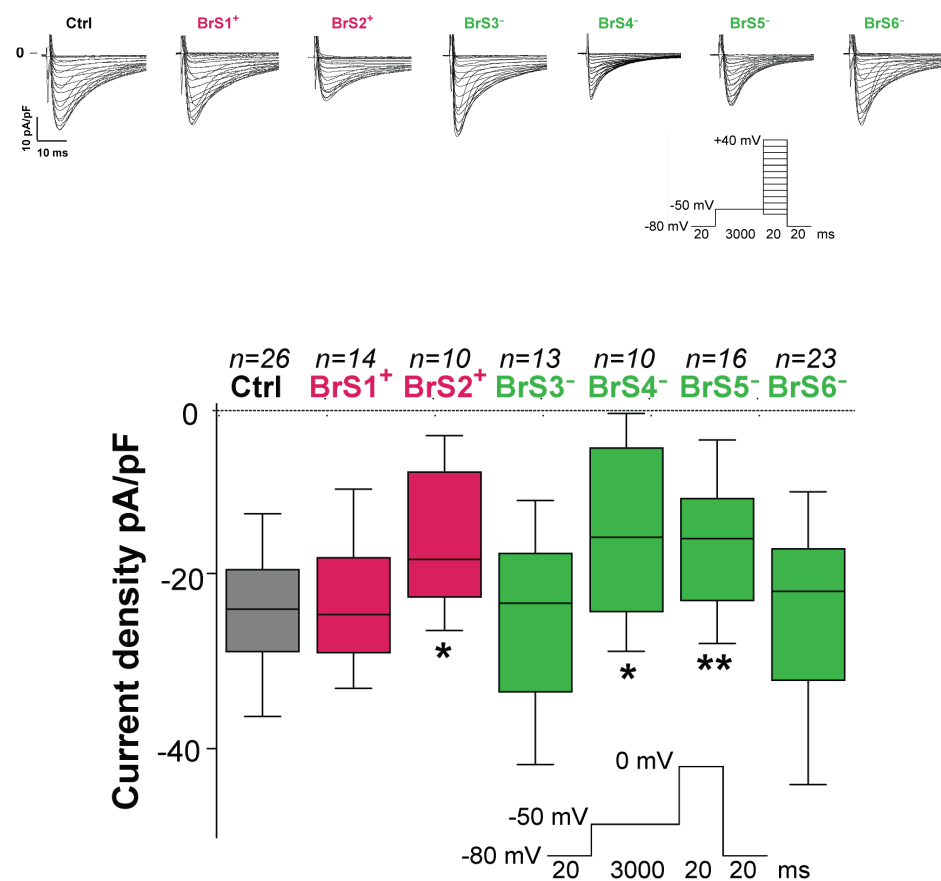 Ctrl BrS1⁺ BrS2⁺ BrS3⁻ BrS4⁻ BrS5⁻ BrS6⁻
0
10 pA/pF
10 ms
+40 mV
-50 mV
-80 mV
20 3000 20 20 ms
n=26 n=14 n=10 n=13 n=10 n=16 n=23
Ctrl BrS1⁺ BrS2⁺ BrS3⁻ BrS4⁻ BrS5⁻ BrS6⁻
Current density pA/pF
0
-20
-40
* * **
0 mV
-50 mV
-80 mV
20 3000 20 20 ms